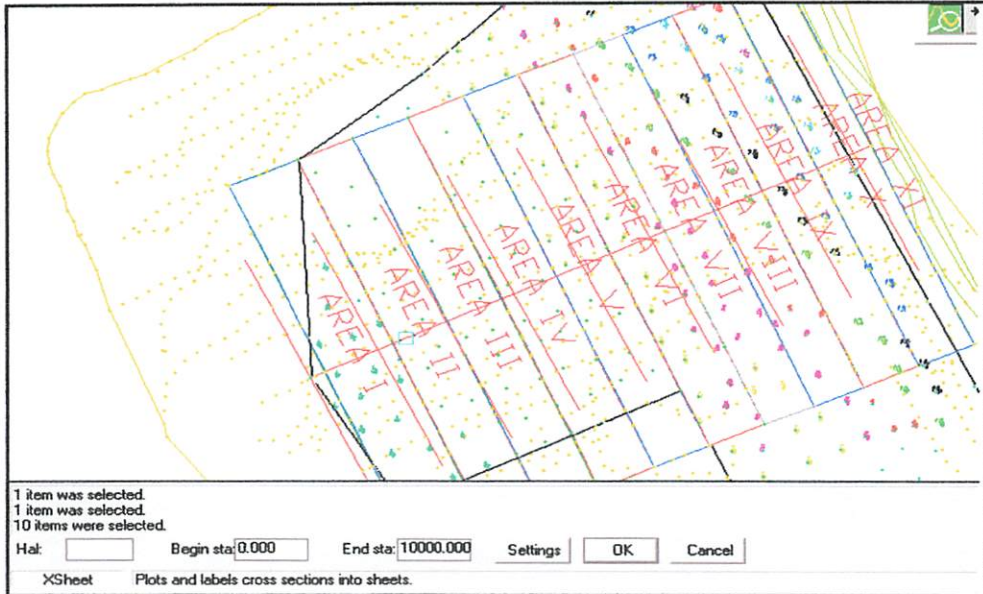 AREA I
AREA II
AREA III
AREA IV
AREA V
AREA VI
AREA VII
AREA VIII
AREA IX
AREA X
AREA XI
1 item was selected.
1 item was selected.
10 items were selected.
Hal: Begin sta: 0.000 End sta: 10000.000 Settings OK Cancel
XSheet Plots and labels cross sections into sheets.